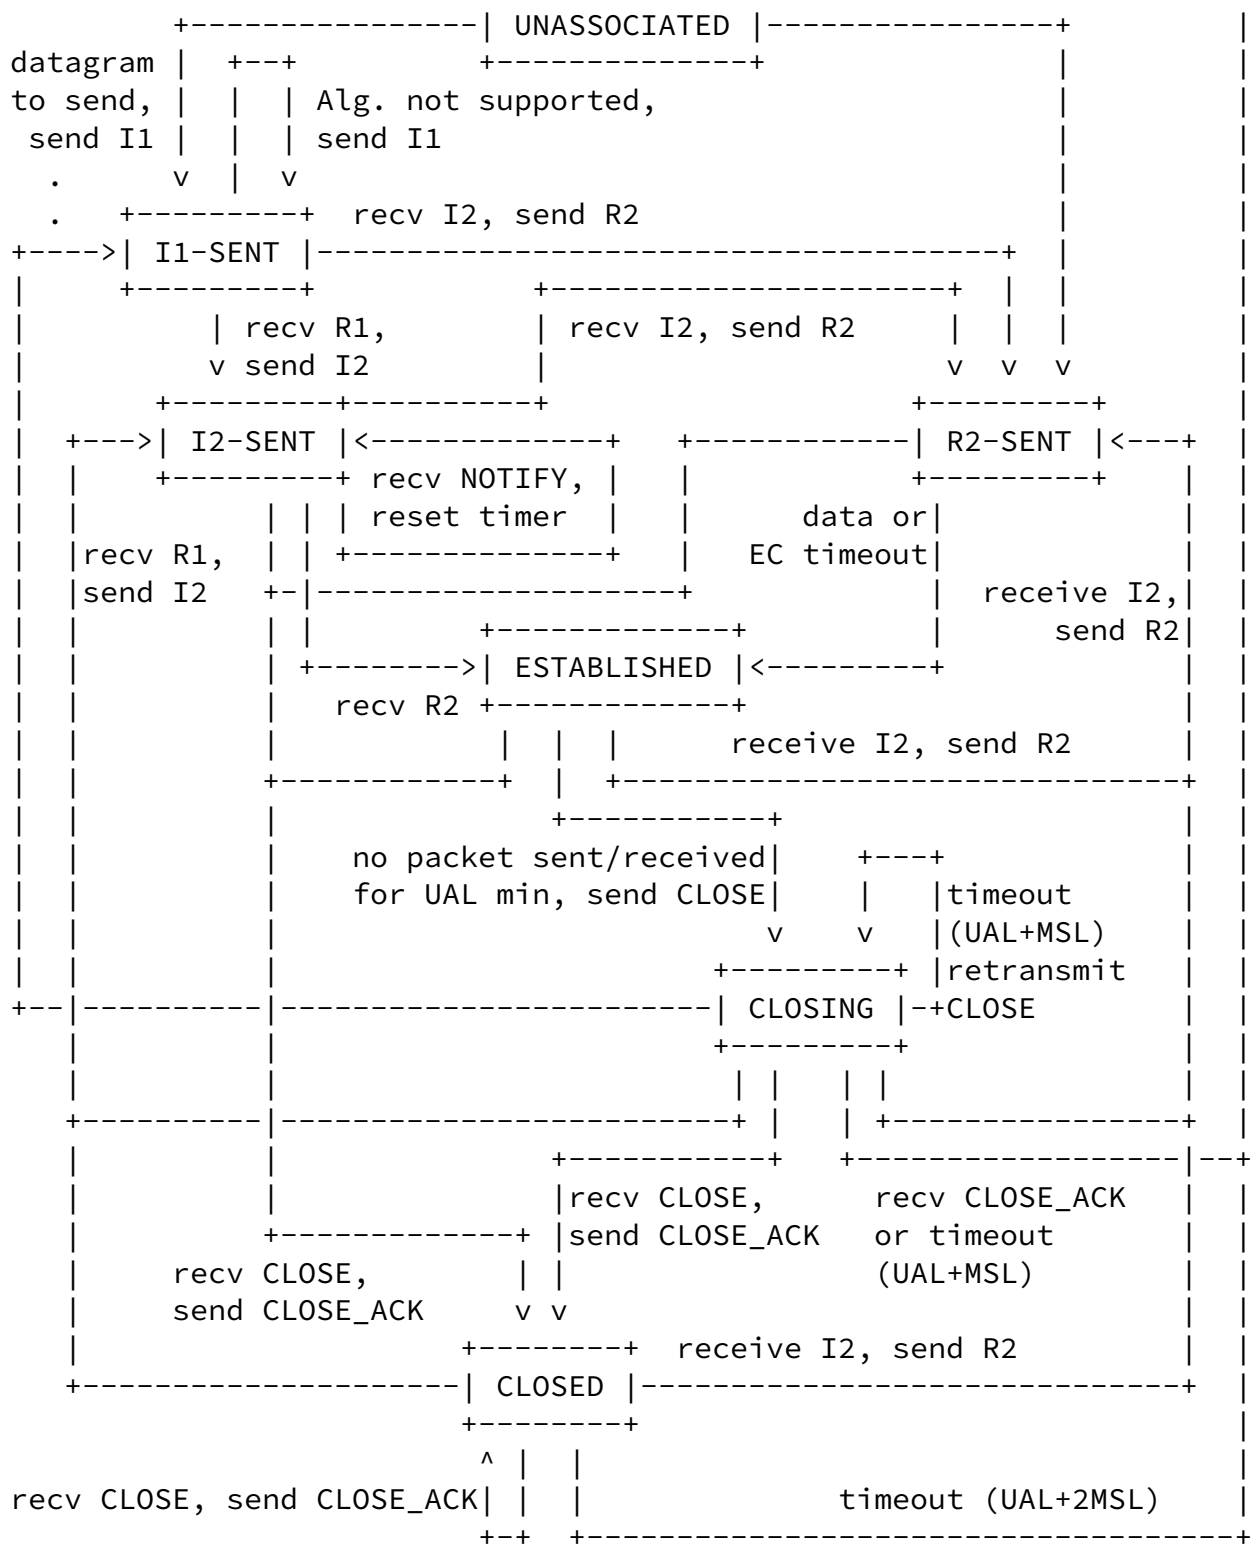 UNASSOCIATED
datagram
to send, Alg. not supported,
send I1 send I1
.
. recv I2, send R2
I1-SENT
recv R1, recv I2, send R2
send I2
I2-SENT R2-SENT
recv NOTIFY,
reset timer data or
recv R1, EC timeout
send I2 receive I2,
send R2
ESTABLISHED
recv R2
receive I2, send R2
no packet sent/received
for UAL min, send CLOSE timeout
(UAL+MSL)
retransmit
CLOSING CLOSE
recv CLOSE, recv CLOSE_ACK
send CLOSE_ACK or timeout
recv CLOSE, (UAL+MSL)
send CLOSE_ACK
receive I2, send R2
CLOSED
recv CLOSE, send CLOSE_ACK timeout (UAL+2MSL)